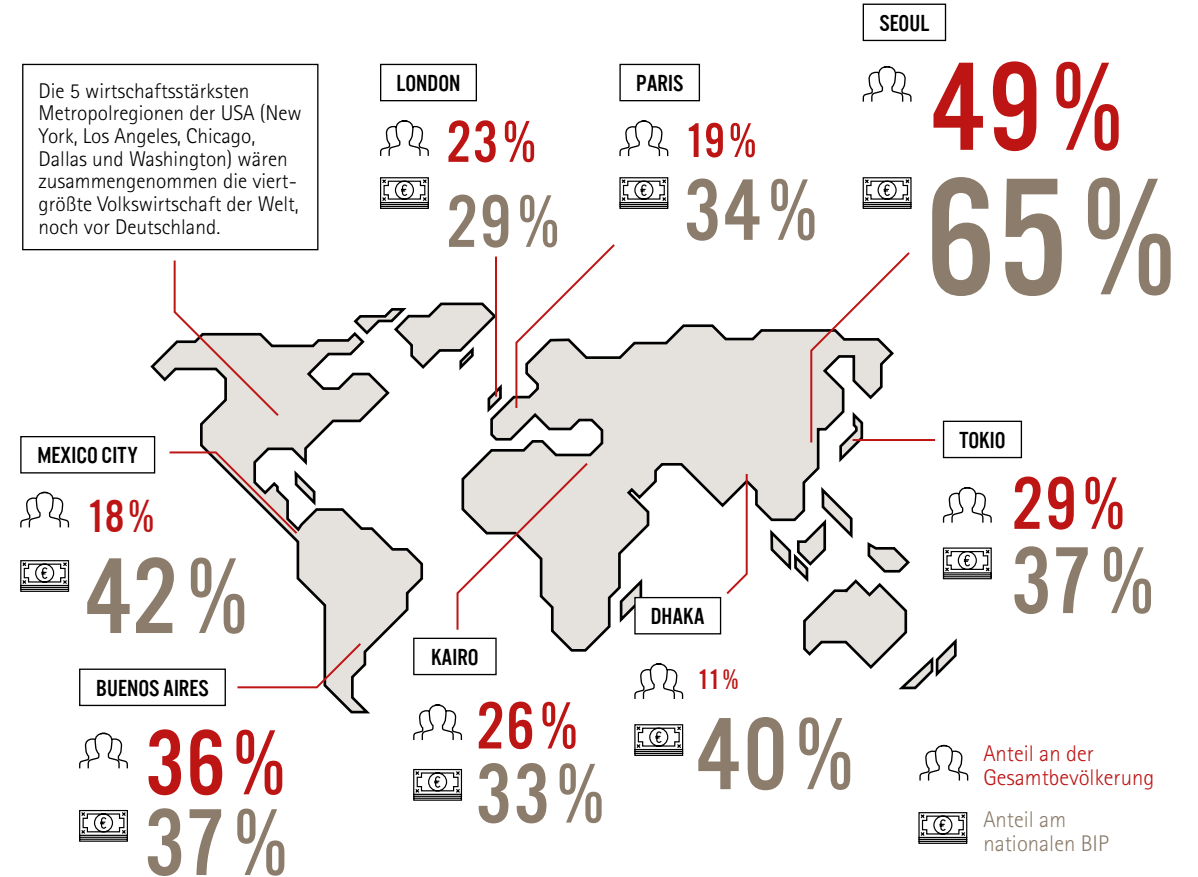 Die 5 wirtschaftsstärksten
Metropolregionen der USA (New
York, Los Angeles, Chicago,
Dallas und Washington) wären
zusammengenommen die viert-
größte Volkswirtschaft der Welt,
noch vor Deutschland.
LONDON
23%
29%
PARIS
19%
34%
SEOUL
49%
65%
MEXICO CITY
18%
42%
TOKIO
29%
37%
BUENOS AIRES
36%
37%
KAIRO
26%
33%
DHAKA
11%
40%
Anteil an der
Gesamtbevölkerung
Anteil am
nationalen BIP